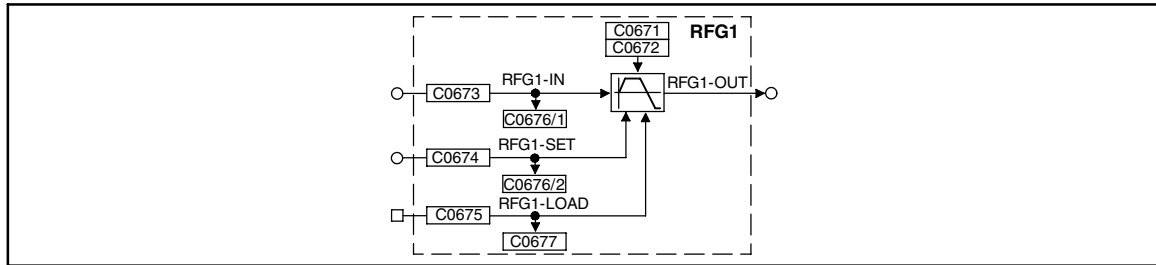 C0671 RFG1
C0672
RFG1-IN RFG1-OUT
C0673
C0676/1
RFG1-SET
C0674
C0676/2
RFG1-LOAD
C0675
C0677